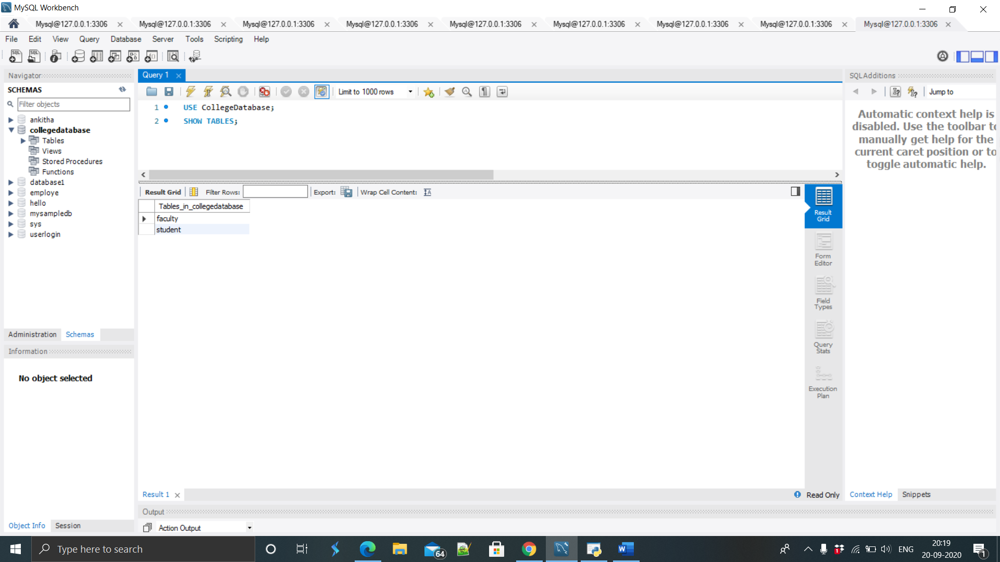 MySQL Workbench
Mysql@127.0.0.1:3306 Mysql@127.0.0.1:3306 Mysql@127.0.0.1:3306 Mysql@127.0.0.1:3306 Mysql@127.0.0.1:3306 Mysql@127.0.0.1:3306 Mysql@127.0.0.1:3306 Mysql@127.0.0.1:3306 Mysql@127.0.0.1:3306
File Edit View Query Database Server Tools Scripting Help
Navigator
SCHEMAS
Filter objects
ankitha
collegedatabase
Tables
Views
Stored Procedures
Functions
database1
employe
hello
mysampledb
sys
userlogin
Administration Schemas
Information
No object selected
Object Info Session
Query 1
Limit to 1000 rows
1 USE CollegeDatabase;
2 SHOW TABLES;
Result Grid Filter Rows: Export: Wrap Cell Content:
Tables_in_collegedatabase
faculty
student
Result
Grid
Form
Editor
Field
Types
Query
Stats
Execution
Plan
Result 1 Read Only
Output
Action Output
SQLAdditions
Jump to
Automatic context help is
disabled. Use the toolbar to
manually get help for the
current caret position or to
toggle automatic help.
Context Help Snippets
Type here to search
64
1
ENG
20:19
20-09-2020
1